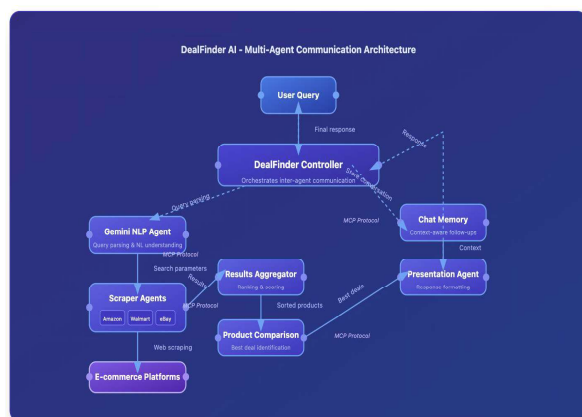 DealFinder AI - Multi-Agent Communication Architecture
User Query
Final response
Response
DealFinder Controller
Orchestrates inter-agent communication
Store conversation
Query parsing
MCP Protocol
Chat Memory
Context-aware follow-ups
Gemini NLP Agent
Query parsing & NL understanding
MCP Protocol
Context
Search parameters
Results Aggregator
Ranking & scoring
Presentation Agent
Response formatting
Results
Best deals
Scraper Agents
Amazon
Walmart
eBay
MCP Protocol
Sorted products
Product Comparison
Best deal identification
MCP Protocol
Web scraping
E-commerce Platforms